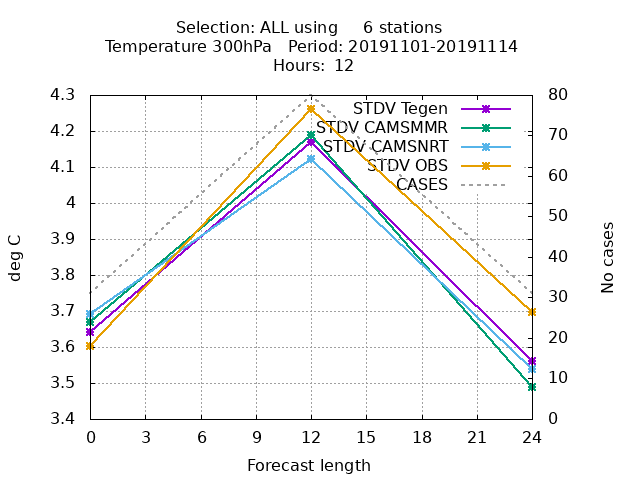 Selection: ALL using 6 stations
Temperature 300hPa Period: 20191101-20191114
Hours: 12
4.3
4.2
4.1
4
3.9
3.8
3.7
3.6
3.5
3.4
deg C
STDV Tegen
STDV CAMSMMR
STDV CAMSNRT
STDV OBS
CASES
80
70
60
50
40
30
20
10
0
No cases
0 3 6 9 12 15 18 21 24
Forecast length